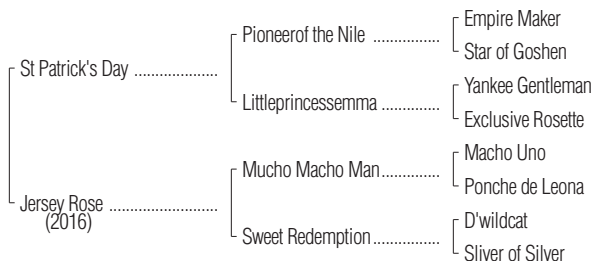 Empire Maker
Pioneerof the Nile ................
Star of Goshen
St Patrick's Day ....................
Yankee Gentleman
Littleprincessemma ..............
Exclusive Rosette
Macho Uno
Mucho Macho Man..............
Ponche de Leona
Jersey Rose ..........................
(2016)
D'wildcat
Sweet Redemption................
Sliver of Silver